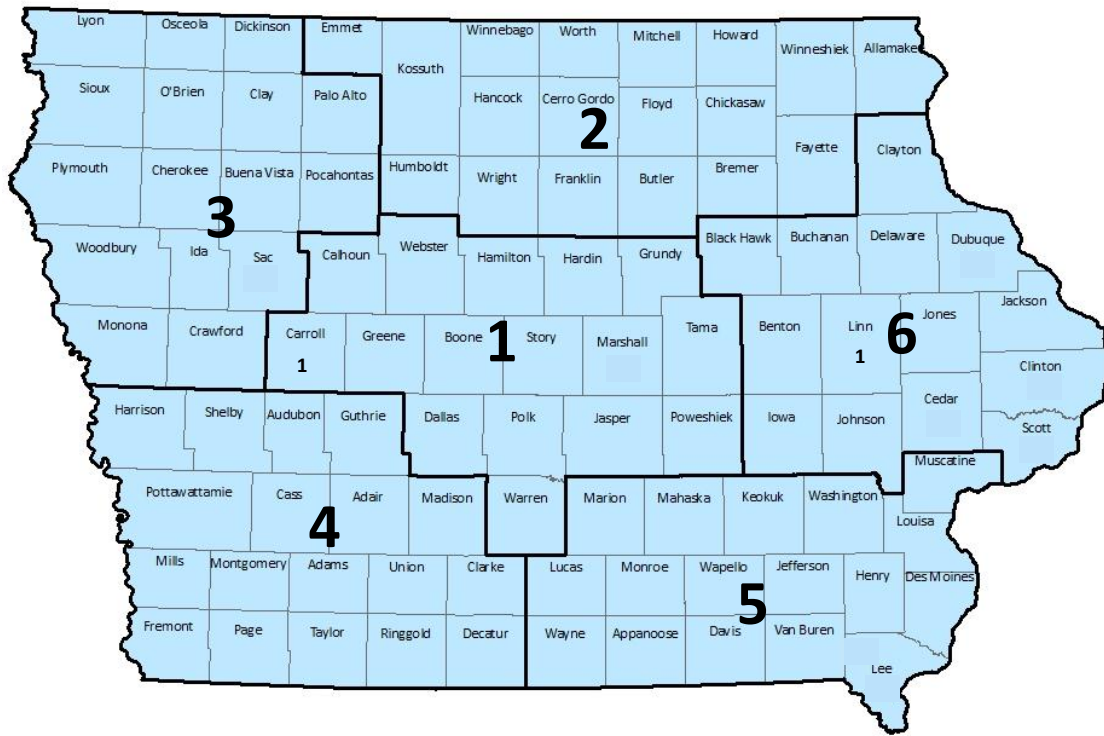 Lyon Osceola Dickinson Emmet Winnebago Worth Mitchell Howard Winneshiek Allamake
Kossuth
Sioux O'Brien Clay Palo Alto Hancock Cerro Gordo Floyd Chickasaw
2
Plymouth Cherokee Buena Vista Pocahontas Humboldt Wright Franklin Butler Bremer Fayette Clayton
3
Woodbury Ida Sac Calhoun Webster Hamilton Hardin Grundy Black Hawk Buchanan Delaware Dubuque
Monona Crawford Carroll Greene Boone Story Marshall Tama Benton Linn Jones Jackson
1 1 1 6
Clinton
Harrison Shelby Audubon Guthrie Dallas Polk Jasper Poweshiek Iowa Johnson Cedar Scott
Muscatine
Pottawattamie Cass Adair Madison Warren Marion Mahaska Keokuk Washington Louisa
4
Mills Montgomery Adams Union Clarke Lucas Monroe Wapello Jefferson Henry Des Moines
5
Fremont Page Taylor Ringgold Decatur Wayne Appanoose Davis Van Buren Lee